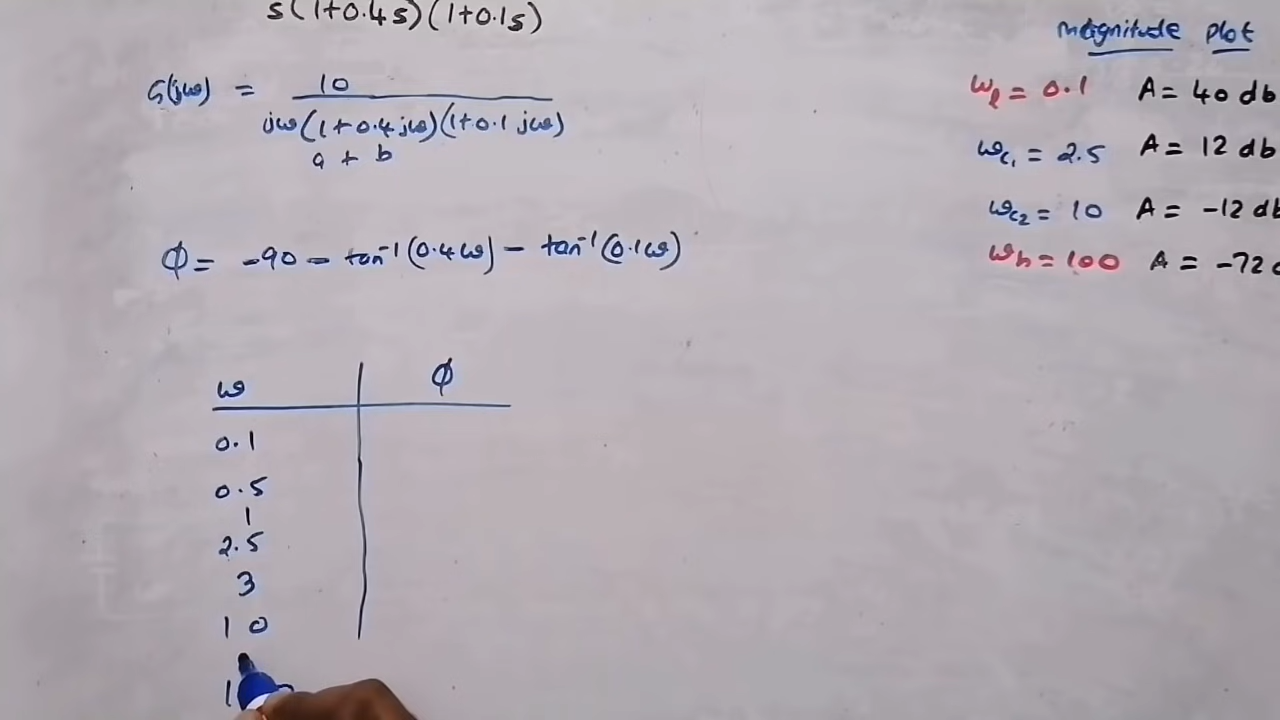 s(1+0.4s)(1+0.1s)
G(jω) = 10
jω(1+0.4jω)(1+0.1jω)
a + b
ϕ = -90 - tan⁻¹(0.4ω) - tan⁻¹(0.1ω)
ω ϕ
0.1
0.5
1
2.5
3
10
magnitude plot
ωl = 0.1 A = 40 db
ωc1 = 2.5 A = 12 db
ωc2 = 10 A = -12 db
ωh = 100 A = -72